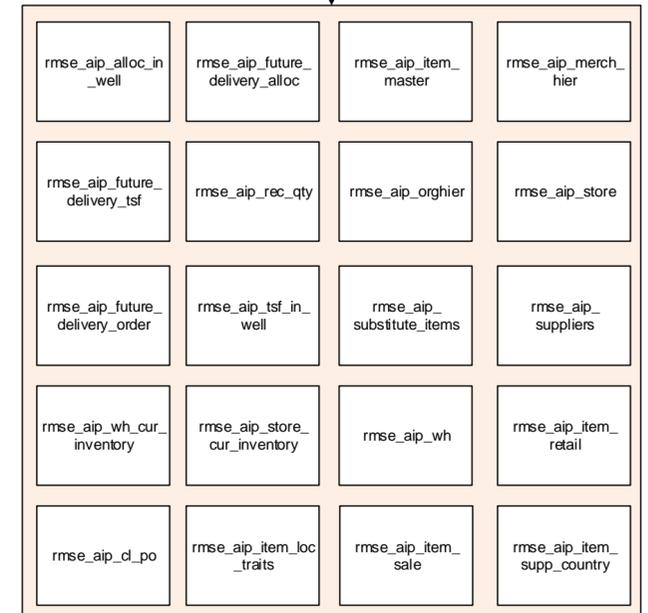 rmse_aip_alloc_in
_well
rmse_aip_future_
delivery_alloc
rmse_aip_item_
master
rmse_aip_merch_
hier
rmse_aip_future_
delivery_tsf
rmse_aip_rec_qty
rmse_aip_orghier
rmse_aip_store
rmse_aip_future_
delivery_order
rmse_aip_tsf_in_
well
rmse_aip_
substitute_items
rmse_aip_
suppliers
rmse_aip_wh_cur_
inventory
rmse_aip_store_
cur_inventory
rmse_aip_wh
rmse_aip_item_
retail
rmse_aip_cl_po
rmse_aip_item_loc
_traits
rmse_aip_item_
sale
rmse_aip_item_
supp_country